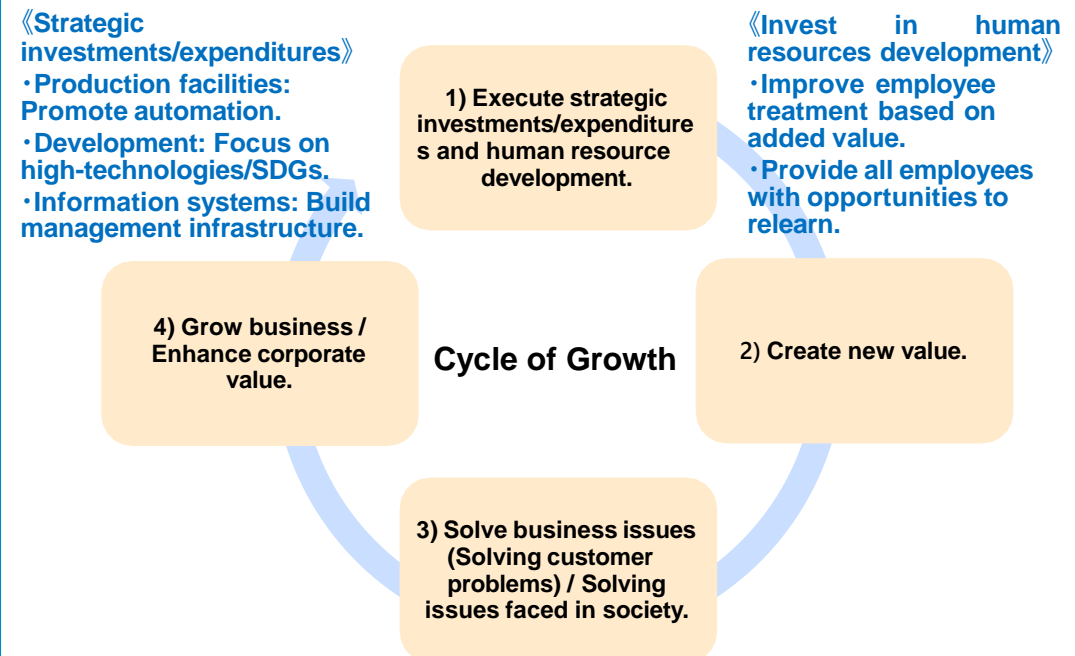 《Strategic
investments/expenditures》
・Production facilities:
Promote automation.
・Development: Focus on
high-technologies/SDGs.
・Information systems: Build
management infrastructure.
1) Execute strategic
investments/expenditure
s and human resource
development.
《Invest in human
resources development》
・Improve employee
treatment based on
added value.
・Provide all employees
with opportunities to
relearn.
4) Grow business /
Enhance corporate
value.
Cycle of Growth
2) Create new value.
3) Solve business issues
(Solving customer
problems) / Solving
issues faced in society.